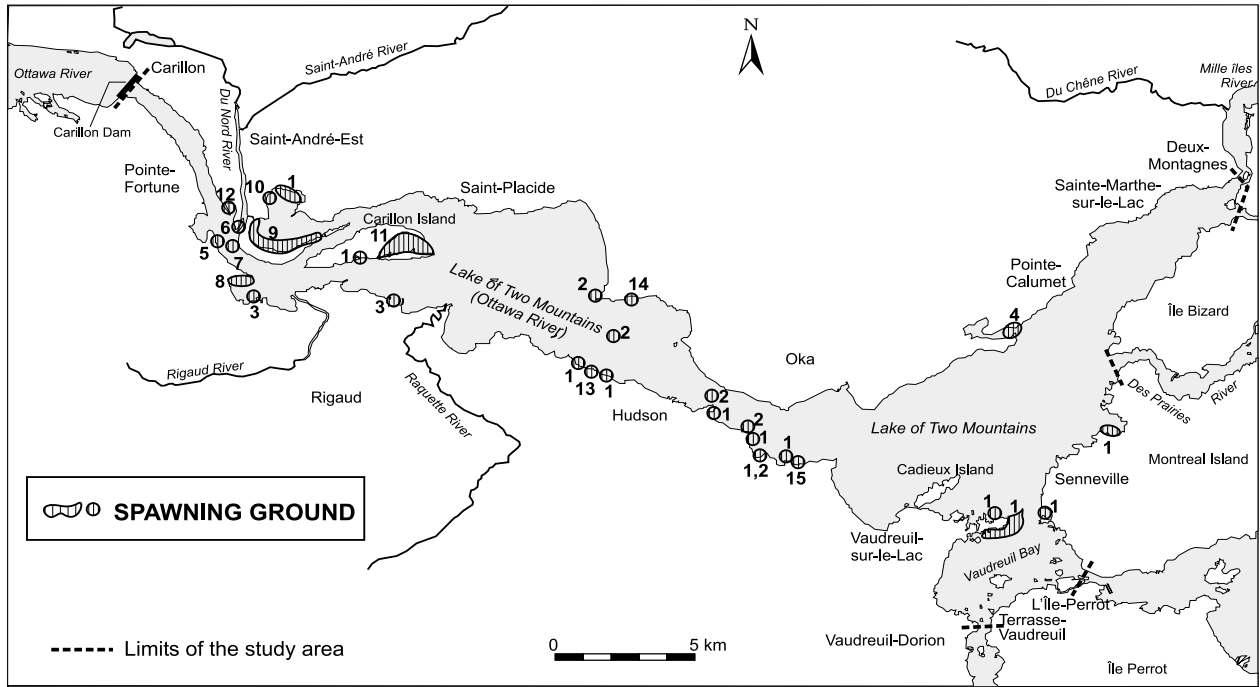 N
Ottawa River
Carillon
Carillon Dam
Du Nord River
Saint-André River
Saint-André-Est
Pointe-
Fortune
Du Chêne River
Mille îles
River
Deux-
Montagnes
Sainte-Marthe-
sur-le-Lac
Saint-Placide
Carillon Island
12
10
1
6
9
11
5
7
1
8
3
3
Lake of Two Mountains
(Ottawa River)
2
14
2
Pointe-
Calumet
4
Île Bizard
Rigaud River
Rigaud
Raquette River
1
13
1
Oka
Hudson
2
1
2
1
1,2
1
15
Des Prairies
River
Lake of Two Mountains
1
Montreal Island
Cadieux Island
Senneville
1
1
1
Vaudreuil-
sur-le-Lac
Vaudreuil Bay
L'Île-Perrot
Terrasse-
Vaudreuil
Vaudreuil-Dorion
Île Perrot
SPAWNING GROUND
Limits of the study area
0
5 km